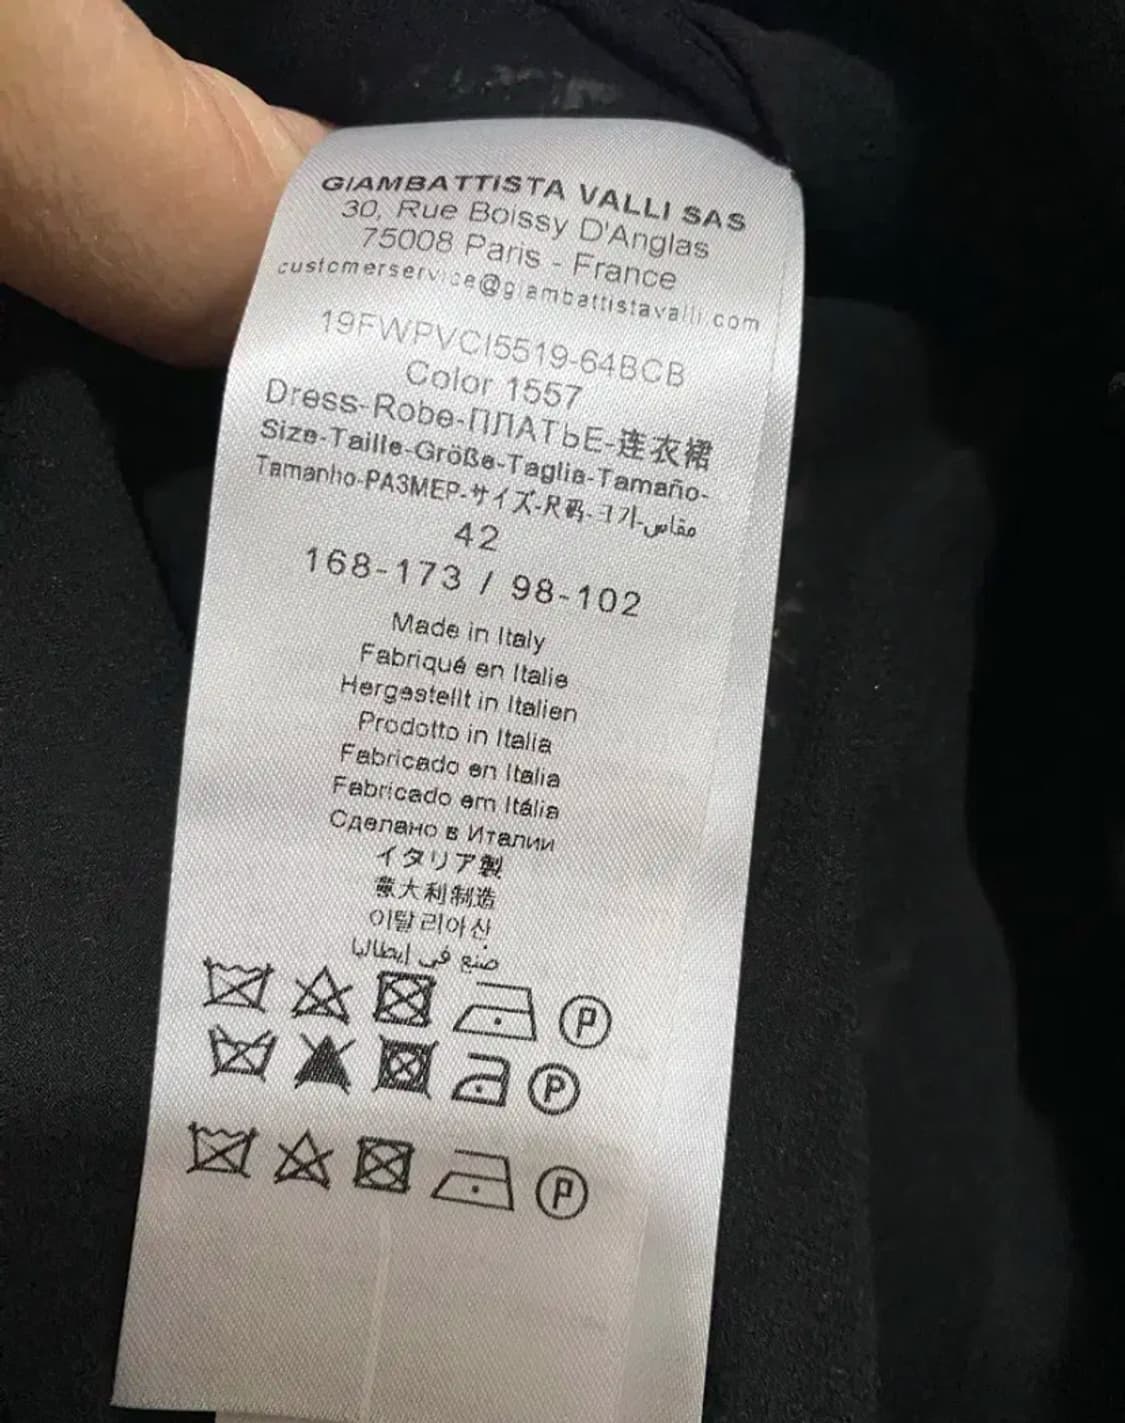 GIAMBATTISTA VALLI SAS
30, Rue Boissy D'Anglas
75008 Paris - France
customerservice@giambattistavalli.com
19FWPVCI5519-64BCB
Color 1557
Dress-Robe-ПЛАТЬЕ-连衣裙
Size-Taille-Größe-Taglia-Tamaño-
Tamanho-РАЗМЕР-サイズ-尺码-크기-مقاس
42
168-173 / 98-102
Made in Italy
Fabriqué en Italie
Hergestellt in Italien
Prodotto in Italia
Fabricado en Italia
Fabricado em Itália
Сделано в Италии
イタリア製
意大利制造
이탈리아산
صنع في إيطاليا
P
P
P